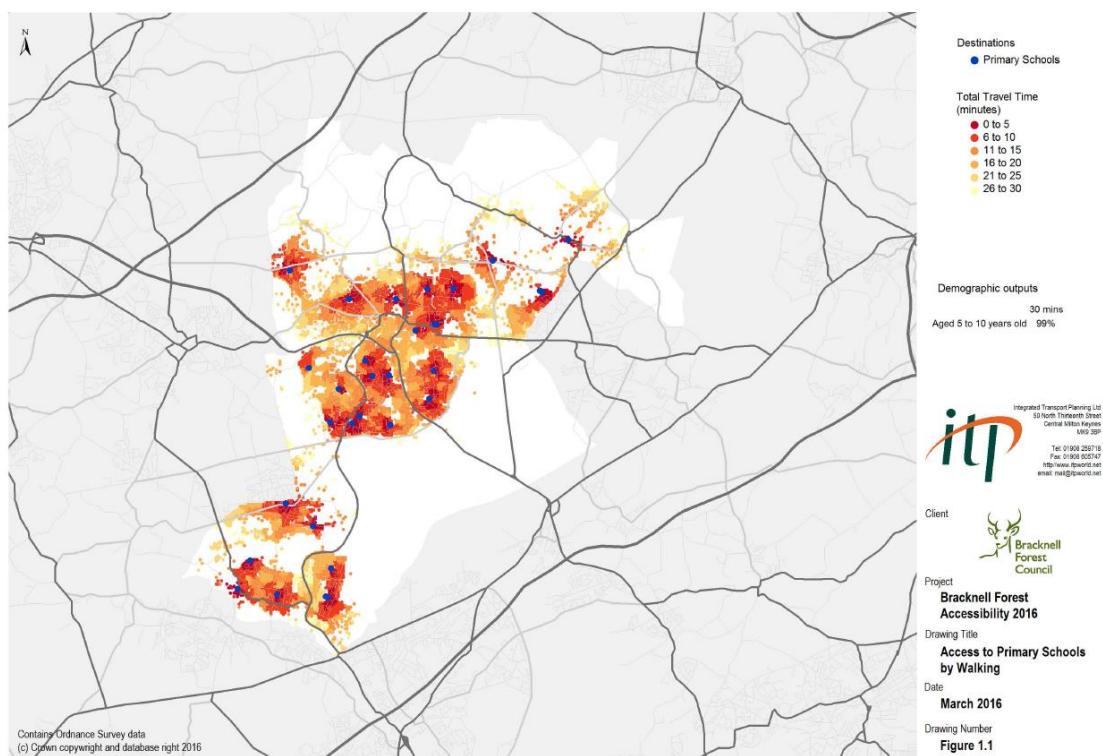 N
Destinations
Primary Schools
Total Travel Time
(minutes)
0 to 5
6 to 10
11 to 15
16 to 20
21 to 25
26 to 30
Demographic outputs
30 mins
Aged 5 to 10 years old 99%
itp
Integrated Transport Planning Ltd
50 North Thirteenth Street
Central Milton Keynes
MK9 3BP
Tel: 01908 259718
Fax: 01908 605747
http://www.itpworld.net
email: mail@itpworld.net
Client
Bracknell
Forest
Council
Project
Bracknell Forest
Accessibility 2016
Drawing Title
Access to Primary Schools
by Walking
Date
March 2016
Drawing Number
Figure 1.1
Contains Ordnance Survey data
(c) Crown copywright and database right 2016